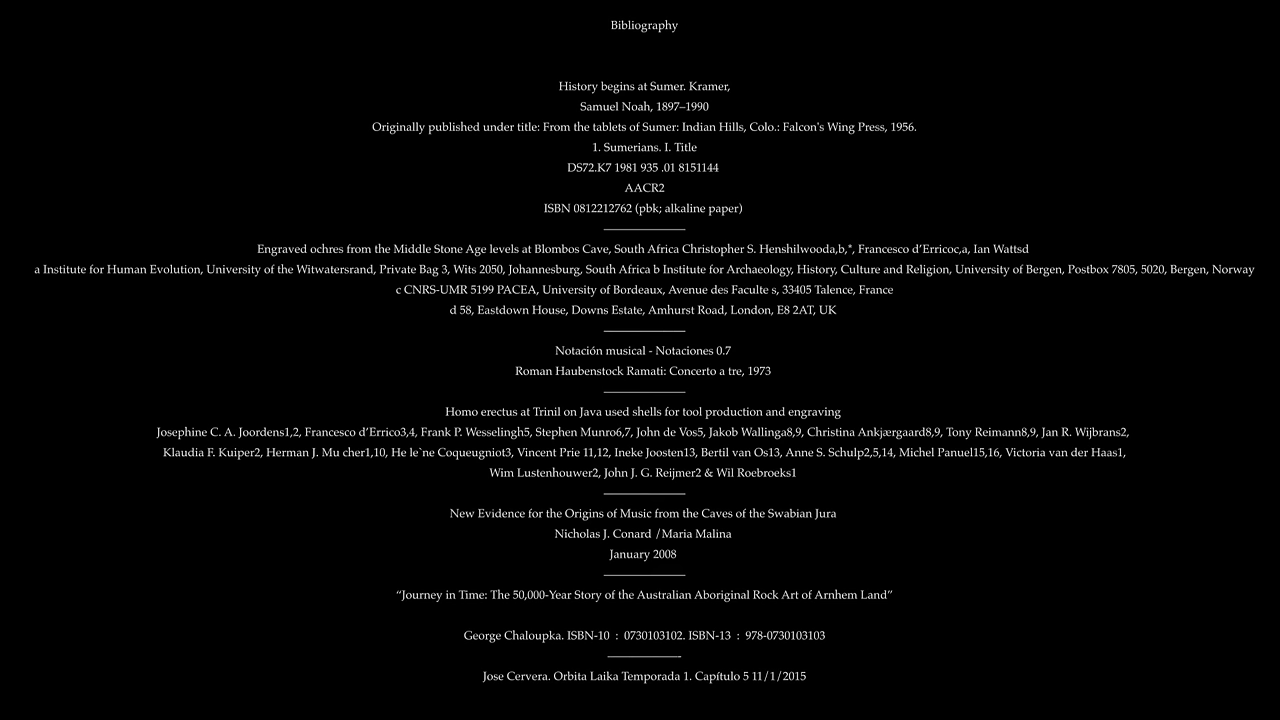 Bibliography
History begins at Sumer. Kramer,
Samuel Noah, 1897–1990
Originally published under title: From the tablets of Sumer: Indian Hills, Colo.: Falcon's Wing Press, 1956.
1. Sumerians. I. Title
DS72.K7 1981 935 .01 8151144
AACR2
ISBN 0812212762 (pbk; alkaline paper)
Engraved ochres from the Middle Stone Age levels at Blombos Cave, South Africa Christopher S. Henshilwooda,b,*, Francesco d’Erricoc,a, Ian Wattsd
a Institute for Human Evolution, University of the Witwatersrand, Private Bag 3, Wits 2050, Johannesburg, South Africa b Institute for Archaeology, History, Culture and Religion, University of Bergen, Postbox 7805, 5020, Bergen, Norway
c CNRS-UMR 5199 PACEA, University of Bordeaux, Avenue des Faculte s, 33405 Talence, France
d 58, Eastdown House, Downs Estate, Amhurst Road, London, E8 2AT, UK
Notación musical - Notaciones 0.7
Roman Haubenstock Ramati: Concerto a tre, 1973
Homo erectus at Trinil on Java used shells for tool production and engraving
Josephine C. A. Joordens1,2, Francesco d’Errico3,4, Frank P. Wesselingh5, Stephen Munro6,7, John de Vos5, Jakob Wallinga8,9, Christina Ankjærgaard8,9, Tony Reimann8,9, Jan R. Wijbrans2,
Klaudia F. Kuiper2, Herman J. Mu cher1,10, He le`ne Coqueugniot3, Vincent Prie 11,12, Ineke Joosten13, Bertil van Os13, Anne S. Schulp2,5,14, Michel Panuel15,16, Victoria van der Haas1,
Wim Lustenhouwer2, John J. G. Reijmer2 & Wil Roebroeks1
New Evidence for the Origins of Music from the Caves of the Swabian Jura
Nicholas J. Conard /Maria Malina
January 2008
“Journey in Time: The 50,000-Year Story of the Australian Aboriginal Rock Art of Arnhem Land”
George Chaloupka. ISBN-10 : 0730103102. ISBN-13 : 978-0730103103
Jose Cervera. Orbita Laika Temporada 1. Capítulo 5 11/1/2015